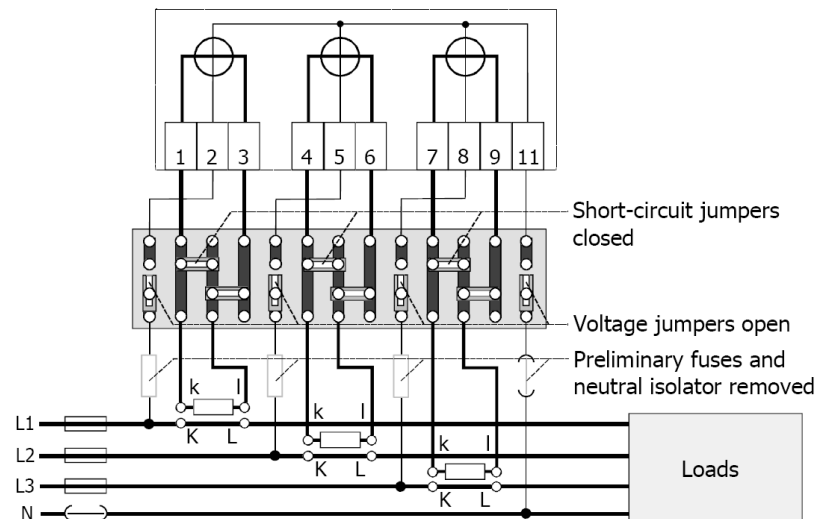 1 2 3 4 5 6 7 8 9 11
Short-circuit jumpers
closed
Voltage jumpers open
Preliminary fuses and
neutral isolator removed
k l
L1
K L
k l
L2
K L
k l
L3
K L
N
Loads